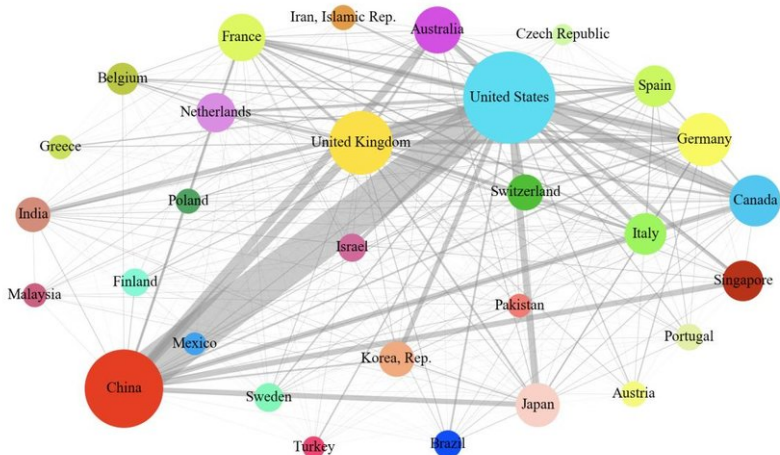 Iran, Islamic Rep.
Australia
France
Czech Republic
Belgium
Spain
United States
Netherlands
Greece
United Kingdom
Germany
Poland
Switzerland
Canada
India
Italy
Israel
Finland
Singapore
Malaysia
Pakistan
Mexico
Portugal
Korea, Rep.
China
Sweden
Austria
Japan
Turkey
Brazil